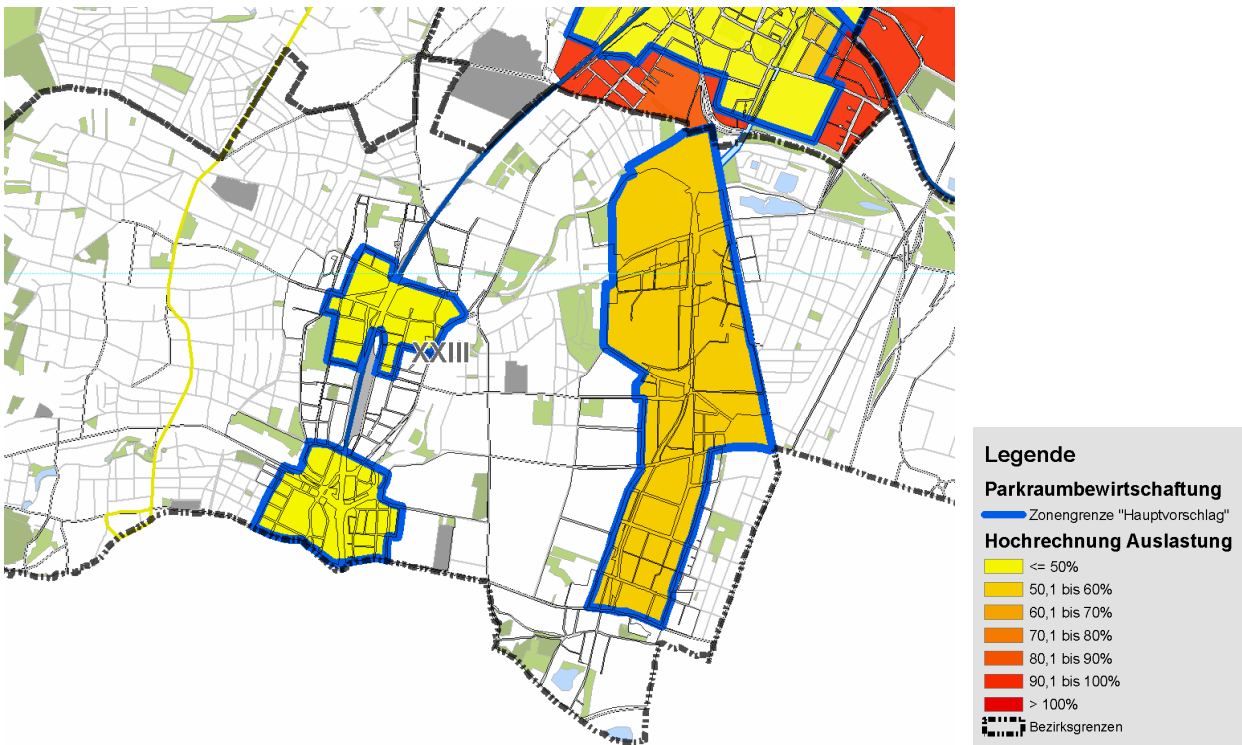 XXIII
Legende
Parkraumbewirtschaftung
Zonengrenze "Hauptvorschlag"
Hochrechnung Auslastung
<= 50%
50,1 bis 60%
60,1 bis 70%
70,1 bis 80%
80,1 bis 90%
90,1 bis 100%
> 100%
Bezirksgrenzen